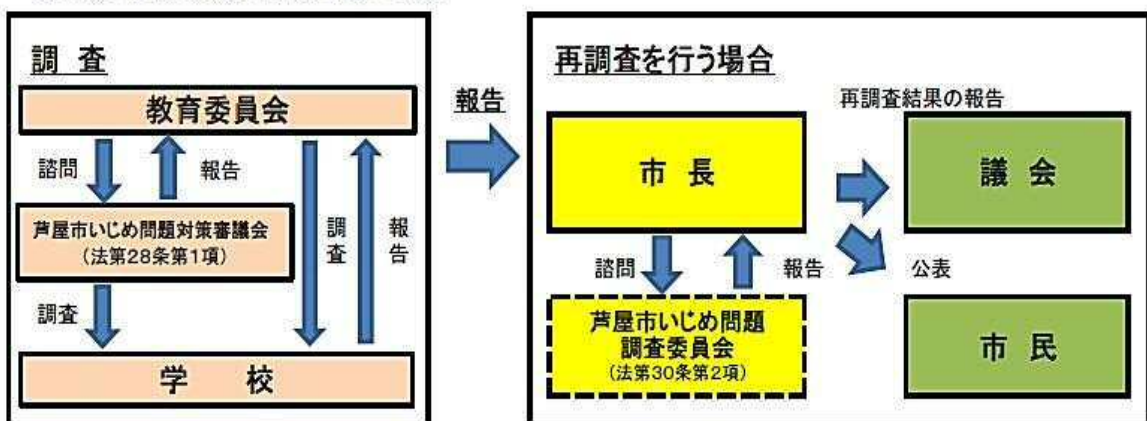 調 査
教育委員会
諮問
報告
芦屋市いじめ問題対策審議会
(法第28条第1項)
調査
報告
調査
学 校
報告
再調査を行う場合
再調査結果の報告
市 長
議 会
諮問
報告
公表
芦屋市いじめ問題
調査委員会
(法第30条第2項)
市 民